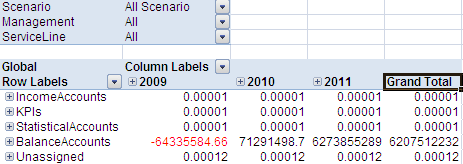 Scenario All Scenario
Management All
ServiceLine All
Global Column Labels
Row Labels 2009 2010 2011 Grand Total
IncomeAccounts 0.00001 0.00001 0.00001 0.00001
KPIs 0.00001 0.00001 0.00001 0.00001
StatisticalAccounts 0.00001 0.00001 0.00001 0.00001
BalanceAccounts -64335584.66 71291498.7 6273855289 6207512232
Unassigned 0.00012 0.00012 0.00012 0.00012